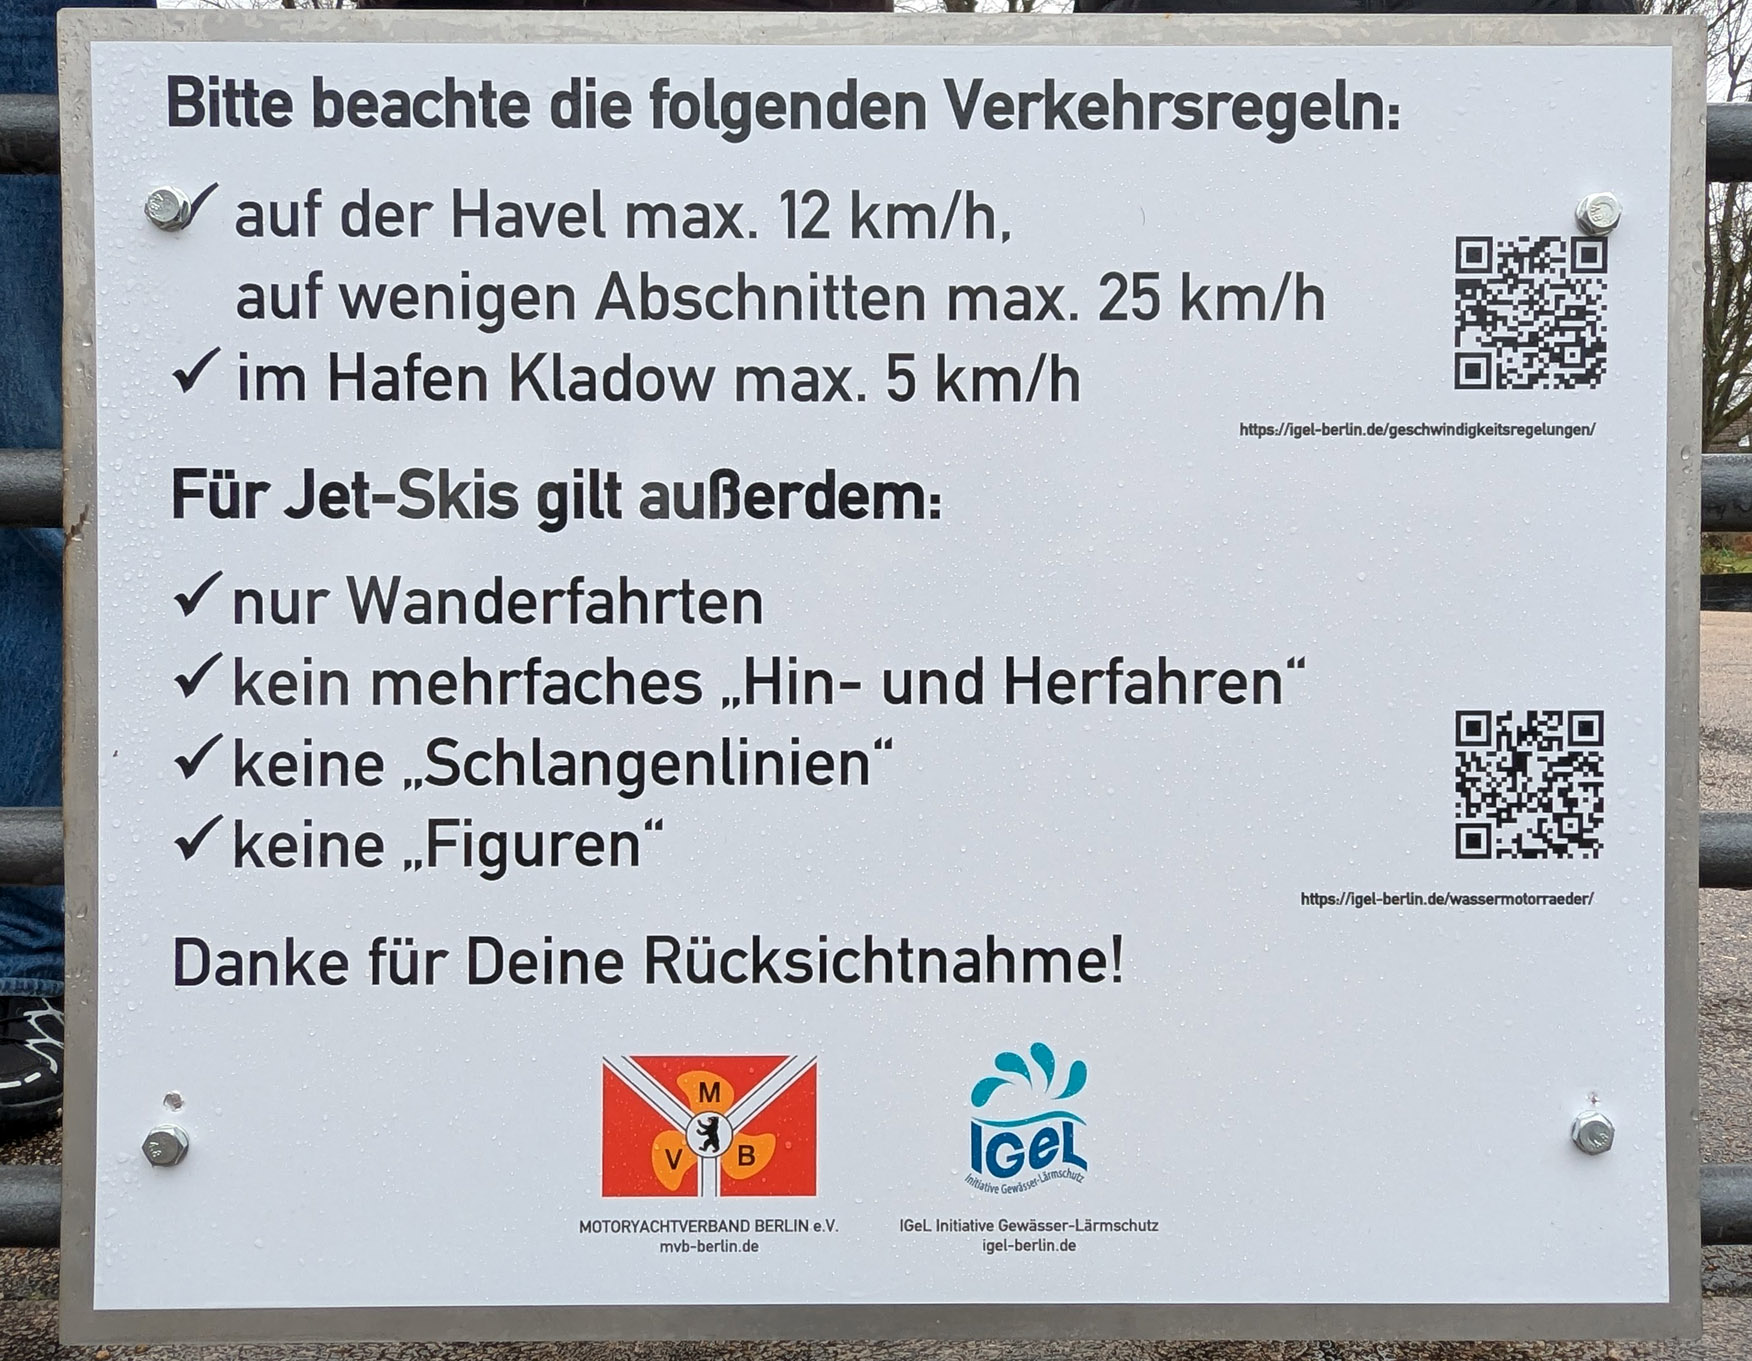 Bitte beachte die folgenden Verkehrsregeln:
✓ auf der Havel max. 12 km/h,
auf wenigen Abschnitten max. 25 km/h
✓ im Hafen Kladow max. 5 km/h
https://igel-berlin.de/geschwindigkeitsregelungen/
Für Jet-Skis gilt außerdem:
✓ nur Wanderfahrten
✓ kein mehrfaches „Hin- und Herfahren“
✓ keine „Schlangenlinien“
✓ keine „Figuren“
https://igel-berlin.de/wassermotorraeder/
Danke für Deine Rücksichtnahme!
M
V B
MOTORYACHTVERBAND BERLIN e.V.
mvb-berlin.de
IGeL
Initiative Gewässer-Lärmschutz
IGeL Initiative Gewässer-Lärmschutz
igel-berlin.de